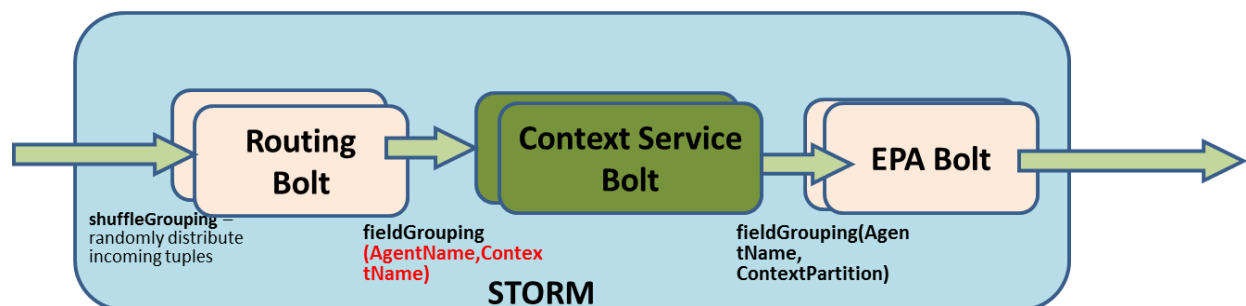 Routing
Bolt
Context Service
Bolt
EPA Bolt
shuffleGrouping –
randomly distribute
incoming tuples
fieldGrouping
(AgentName,Contex
tName)
fieldGrouping(Agen
tName,
ContextPartition)
STORM